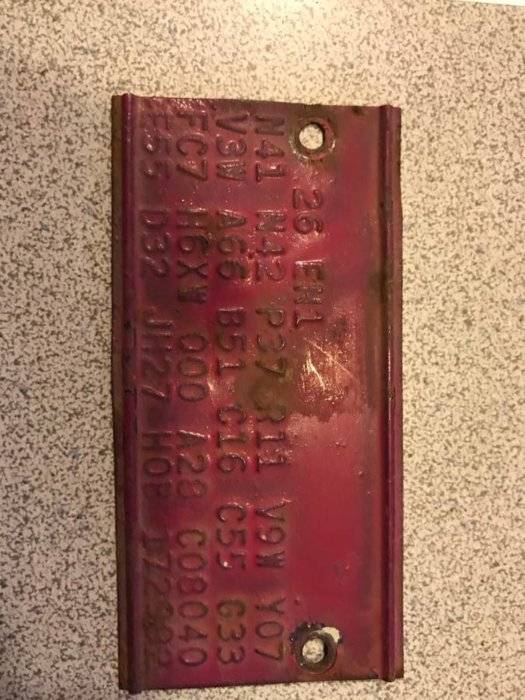 26 EN1
N41 N42 P37 R11 V9W Y07
V3W A66 B51 C16 C55 G33
FC7 H6XW 000 A28 C08040
E55 D32 JH27 H0B